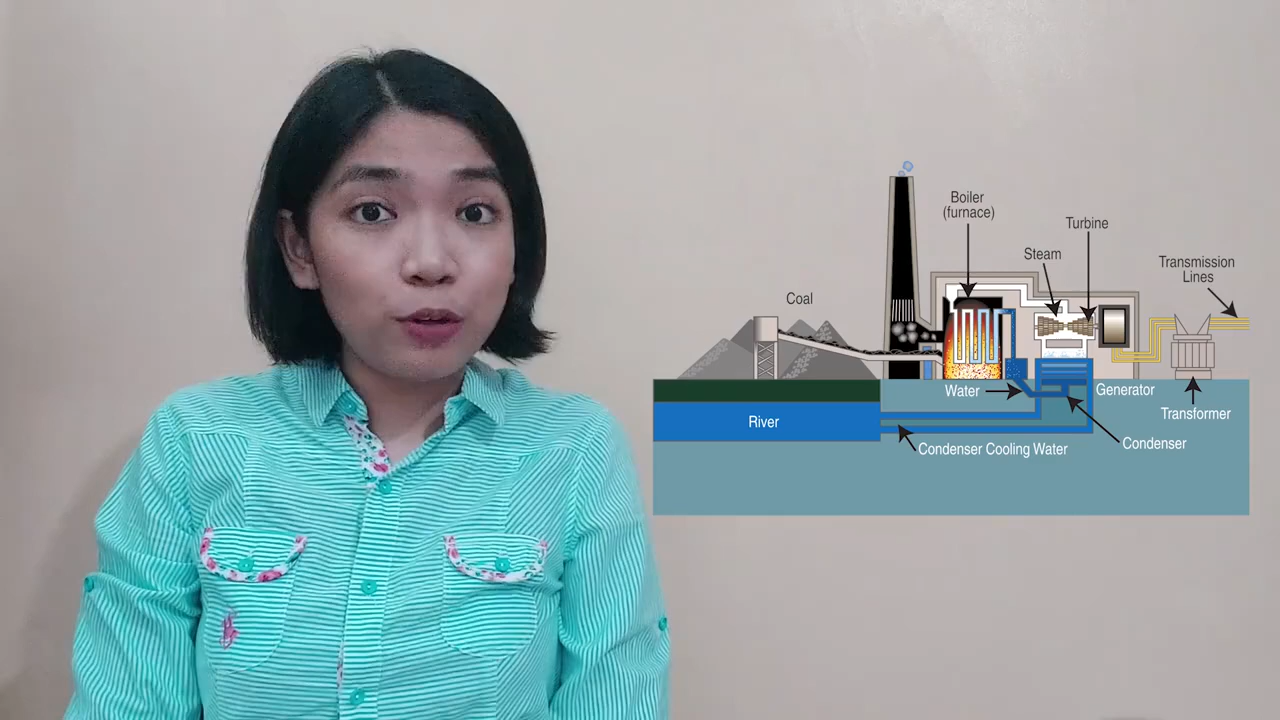 Boiler
(furnace)
Turbine
Steam
Transmission
Lines
Coal
Water
Generator
Transformer
River
Condenser Cooling Water
Condenser